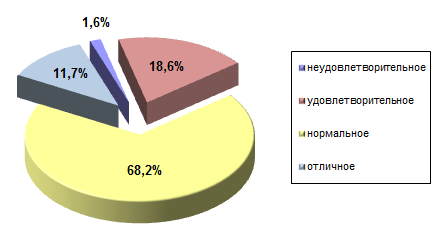 1,6%
18,6%
11,7%
68,2%
неудовлетворительное
удовлетворительное
нормальное
отличное